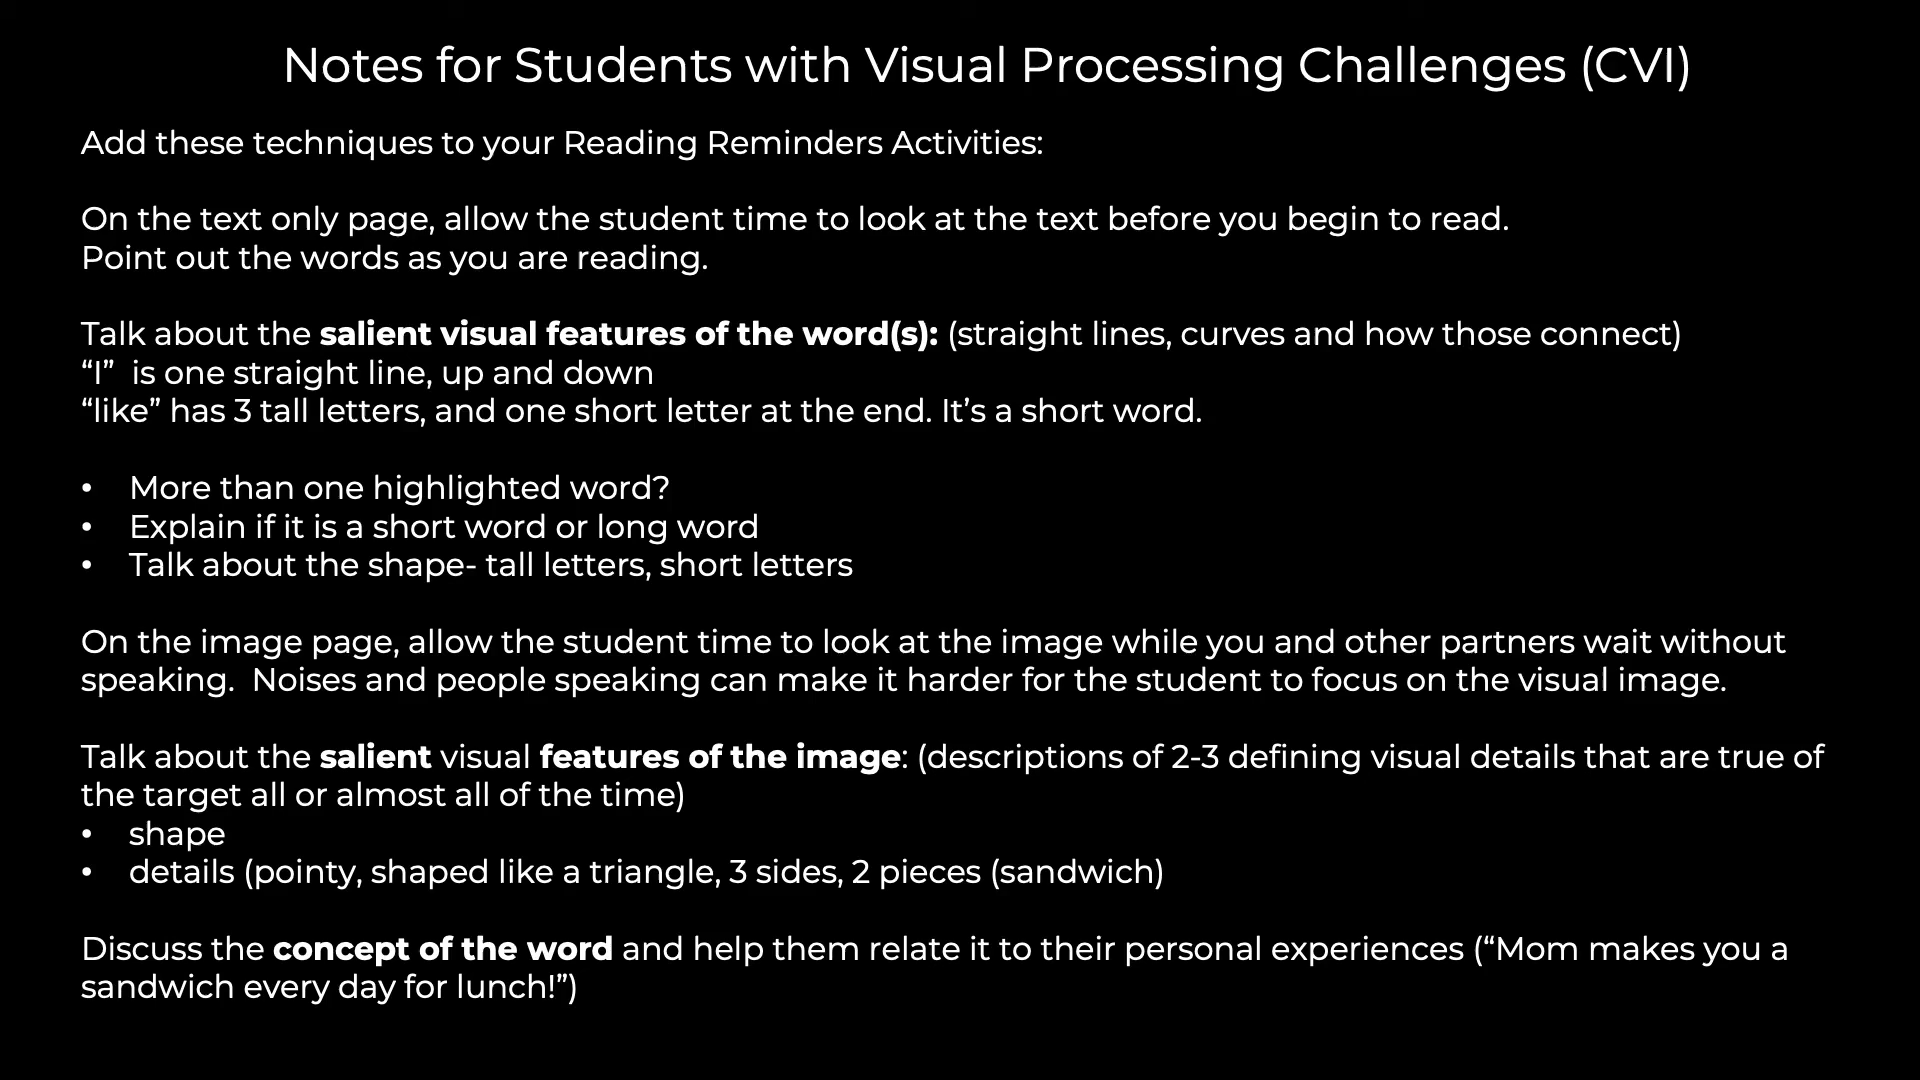 Notes for Students with Visual Processing Challenges (CVI)
Add these techniques to your Reading Reminders Activities:
On the text only page, allow the student time to look at the text before you begin to read.
Point out the words as you are reading.
Talk about the salient visual features of the word(s): (straight lines, curves and how those connect)
“I”  is one straight line, up and down
“like” has 3 tall letters, and one short letter at the end. It’s a short word.
• More than one highlighted word?
• Explain if it is a short word or long word
• Talk about the shape- tall letters, short letters
On the image page, allow the student time to look at the image while you and other partners wait without
speaking.  Noises and people speaking can make it harder for the student to focus on the visual image.
Talk about the salient visual features of the image: (descriptions of 2-3 defining visual details that are true of
the target all or almost all of the time)
• shape
• details (pointy, shaped like a triangle, 3 sides, 2 pieces (sandwich)
Discuss the concept of the word and help them relate it to their personal experiences (“Mom makes you a
sandwich every day for lunch!”)